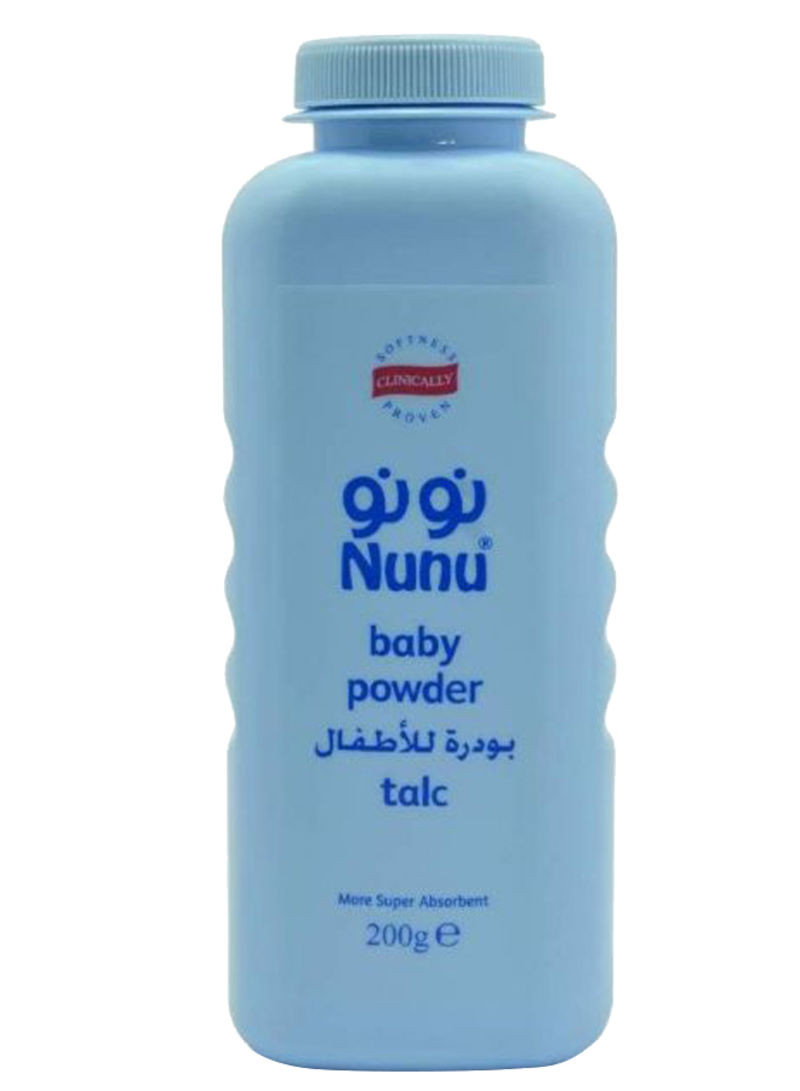 SOFTNESS
CLINICALLY
PROVEN
نونو
Nunu®
baby
powder
بودرة للأطفال
talc
More Super Absorbent
200g ℮